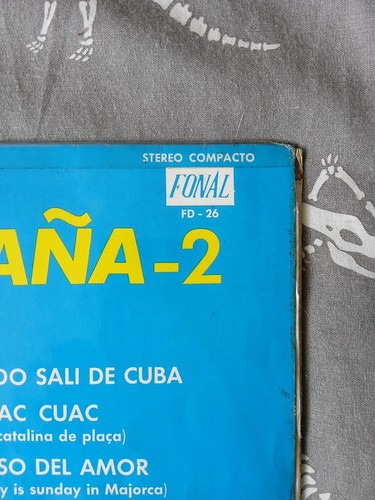 STEREO COMPACTO
FONAL
FD - 26
AÑA-2
DO SALI DE CUBA
AC CUAC
catalina de plaça)
SO DEL AMOR
y is sunday in Majorca)